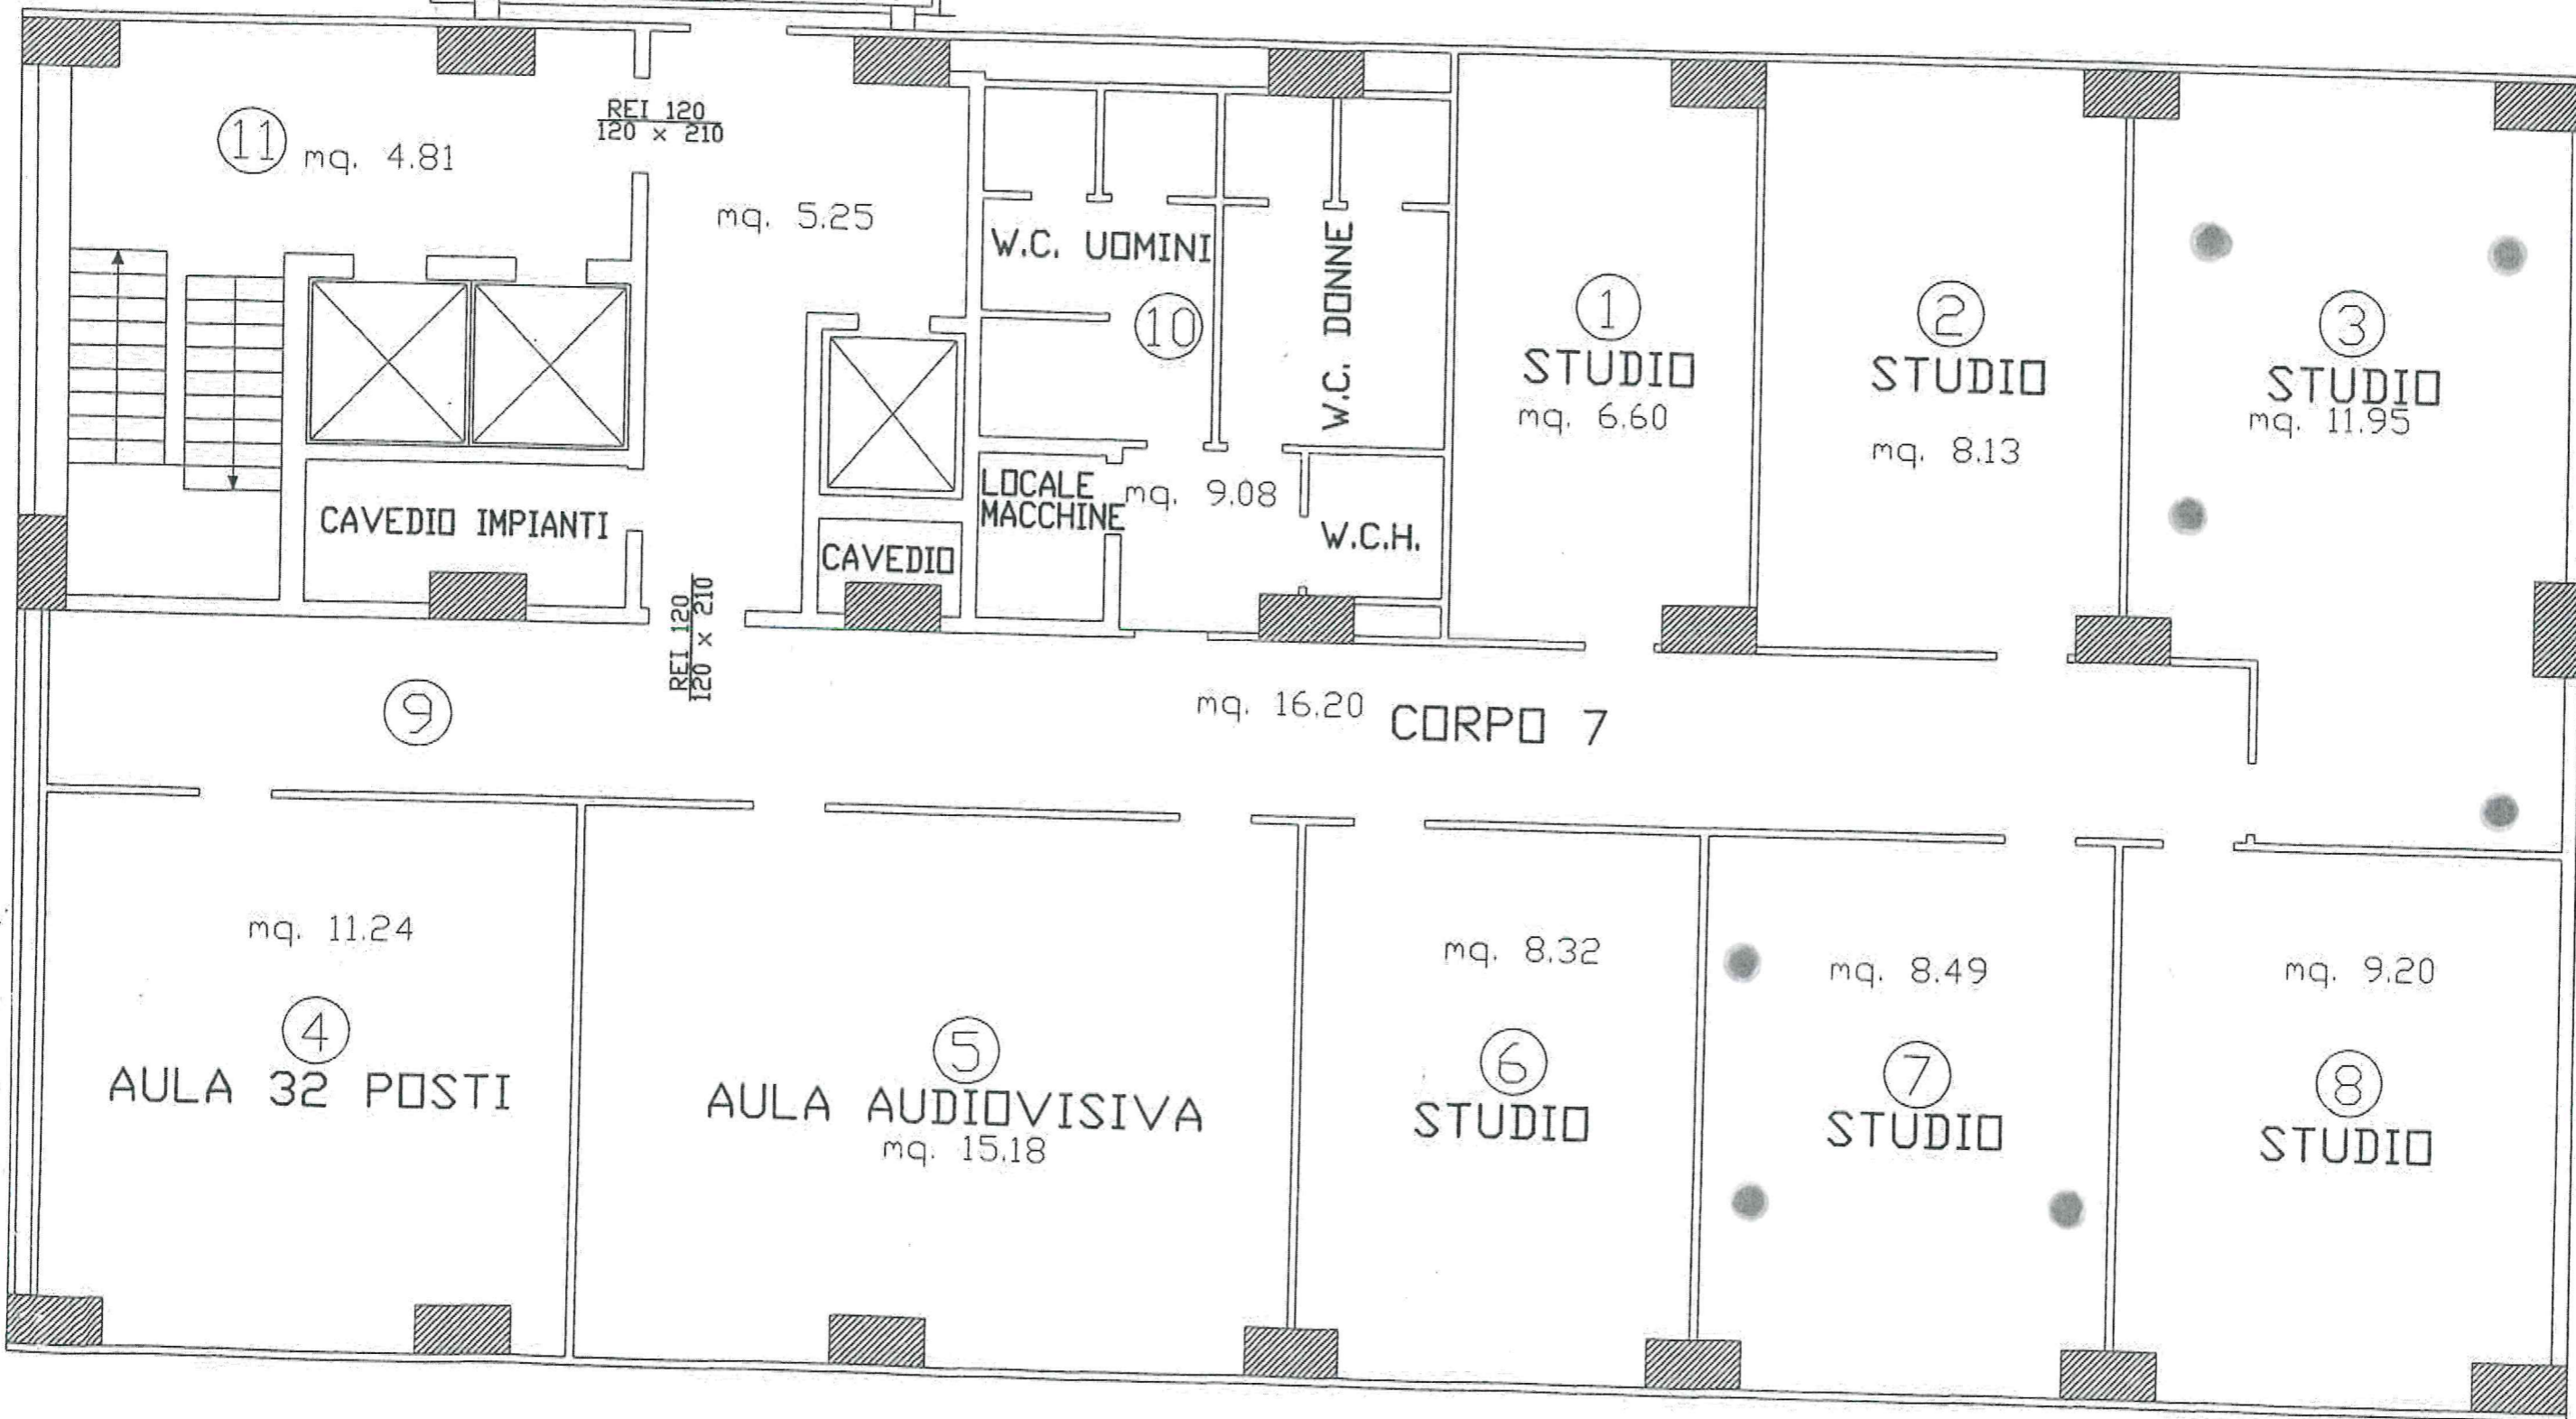 REI 120
120 x 210
11
mq. 4.81
mq. 5.25
W.C. UOMINI
10
W.C. DONNE
1
STUDIO
mq. 6.60
2
STUDIO
mq. 8.13
3
STUDIO
mq. 11.95
CAVEDIO IMPIANTI
CAVEDIO
LOCALE
MACCHINE
mq. 9.08
W.C.H.
REI 120
120 x 210
9
mq. 16.20
CORPO 7
mq. 11.24
4
AULA 32 POSTI
5
AULA AUDIOVISIVA
mq. 15.18
mq. 8.32
6
STUDIO
mq. 8.49
7
STUDIO
mq. 9.20
8
STUDIO